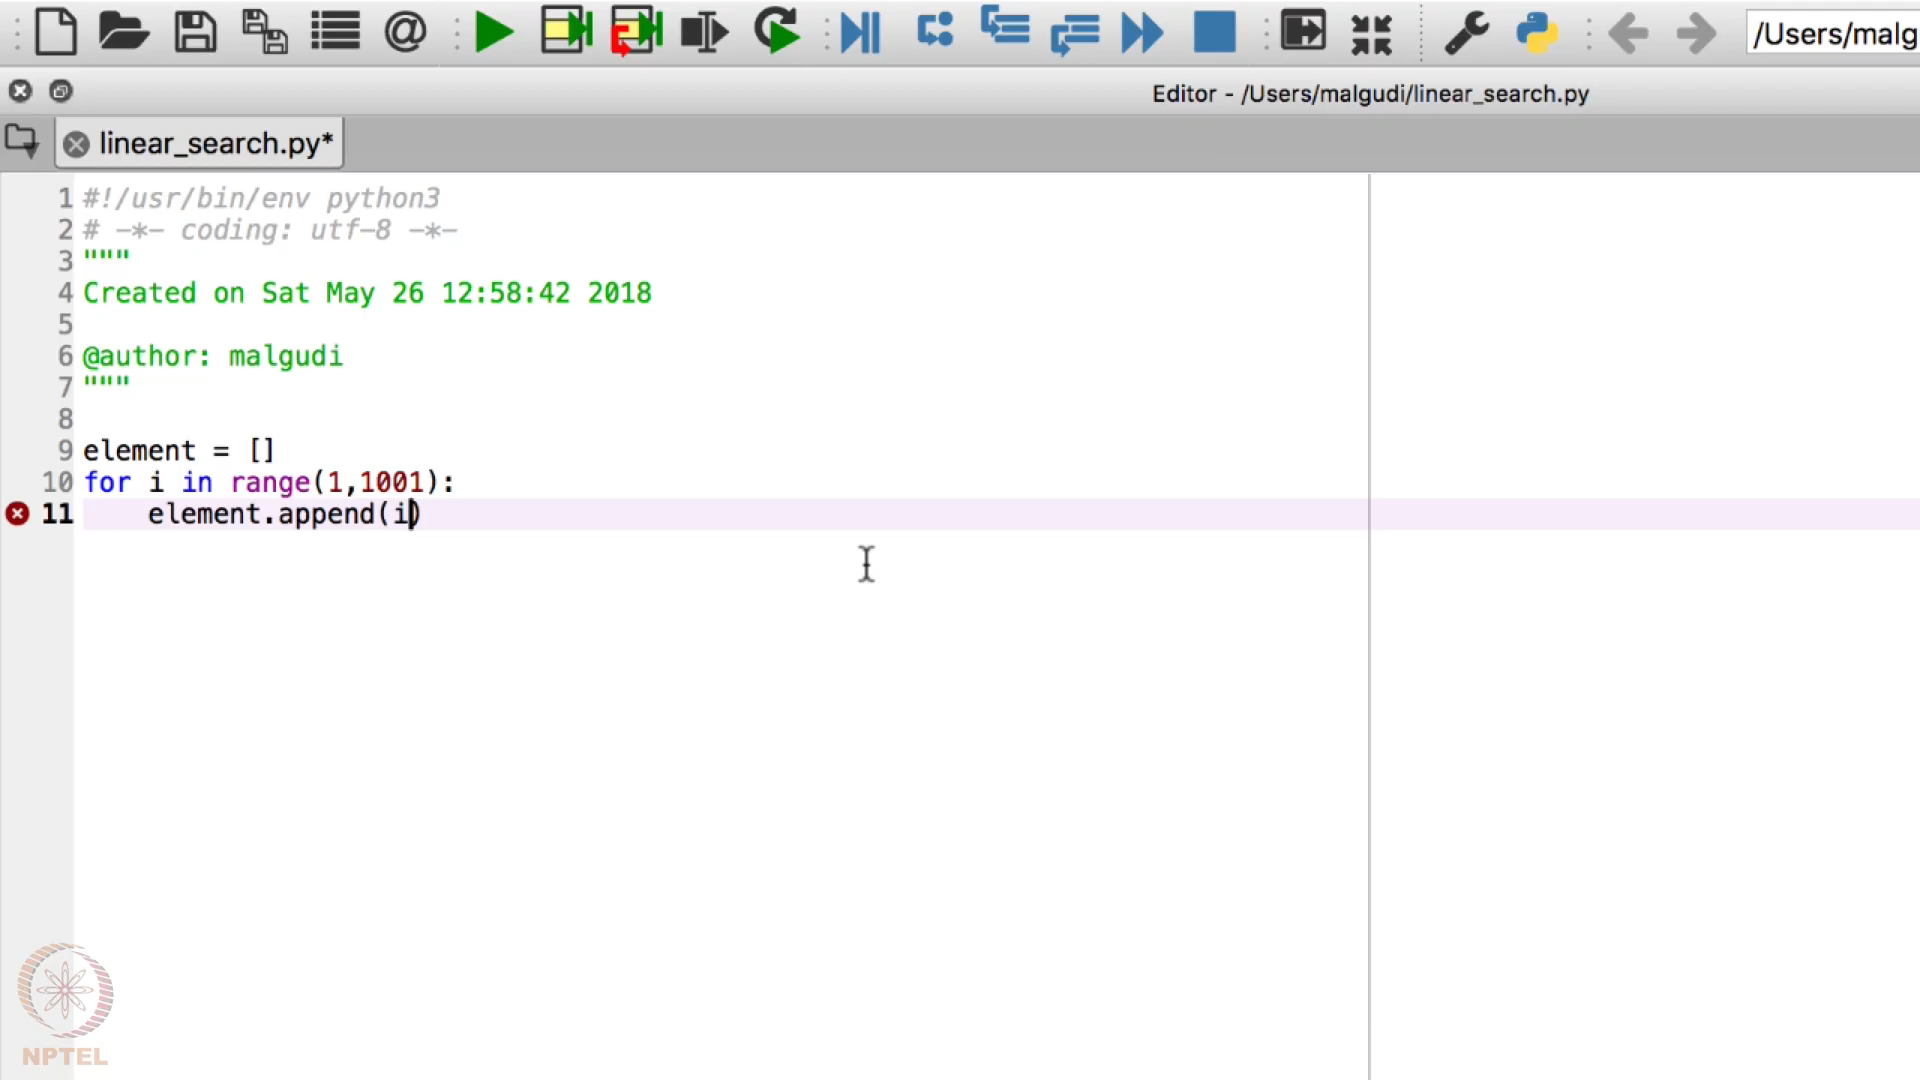 /Users/malg
Editor - /Users/malgudi/linear_search.py
linear_search.py*
1 #!/usr/bin/env python3
2 # -*- coding: utf-8 -*-
3 """
4 Created on Sat May 26 12:58:42 2018
5
6 @author: malgudi
7 """
8
9 element = []
10 for i in range(1,1001):
11 element.append(i)
NPTEL